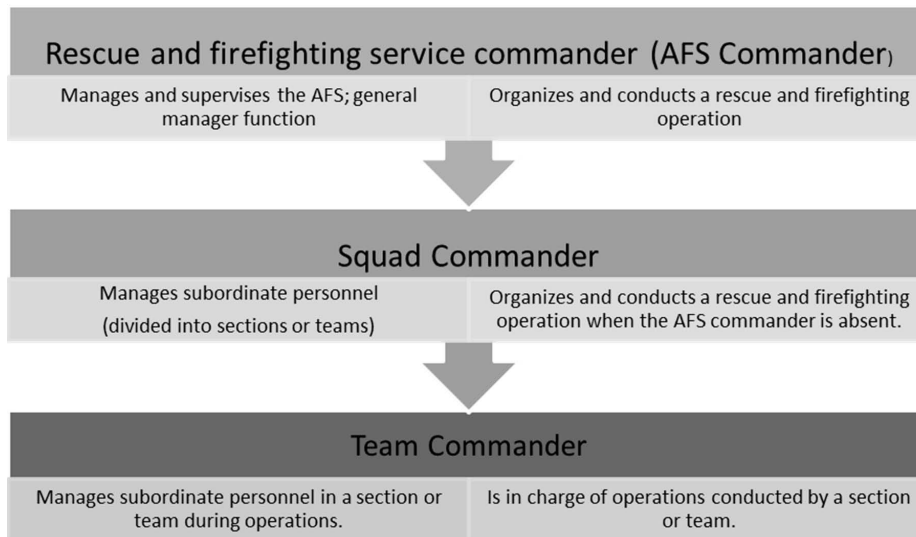 Rescue and firefighting service commander (AFS Commander)
Manages and supervises the AFS; general
manager function
Organizes and conducts a rescue and firefighting
operation
Squad Commander
Manages subordinate personnel
(divided into sections or teams)
Organizes and conducts a rescue and firefighting
operation when the AFS commander is absent.
Team Commander
Manages subordinate personnel in a section or
team during operations.
Is in charge of operations conducted by a section
or team.